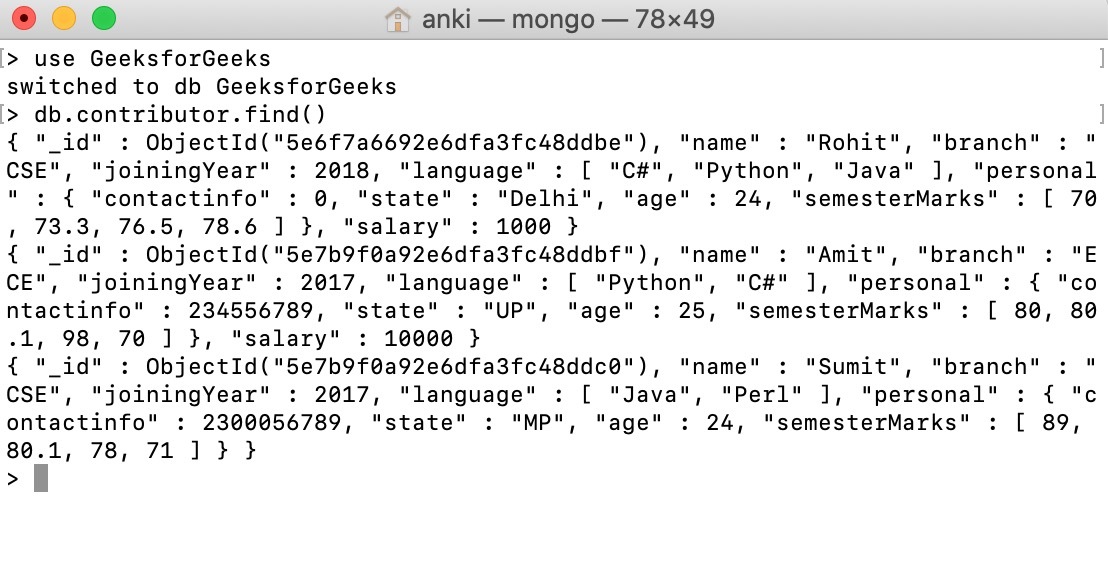 anki — mongo — 78×49
[> use GeeksforGeeks ]
switched to db GeeksforGeeks
[> db.contributor.find() ]
{ "_id" : ObjectId("5e6f7a6692e6dfa3fc48ddbe"), "name" : "Rohit", "branch" : "
CSE", "joiningYear" : 2018, "language" : [ "C#", "Python", "Java" ], "personal
" : { "contactinfo" : 0, "state" : "Delhi", "age" : 24, "semesterMarks" : [ 70
, 73.3, 76.5, 78.6 ] }, "salary" : 1000 }
{ "_id" : ObjectId("5e7b9f0a92e6dfa3fc48ddbf"), "name" : "Amit", "branch" : "E
CE", "joiningYear" : 2017, "language" : [ "Python", "C#" ], "personal" : { "co
ntactinfo" : 234556789, "state" : "UP", "age" : 25, "semesterMarks" : [ 80, 80
.1, 98, 70 ] }, "salary" : 10000 }
{ "_id" : ObjectId("5e7b9f0a92e6dfa3fc48ddc0"), "name" : "Sumit", "branch" : "
CSE", "joiningYear" : 2017, "language" : [ "Java", "Perl" ], "personal" : { "c
ontactinfo" : 2300056789, "state" : "MP", "age" : 24, "semesterMarks" : [ 89,
80.1, 78, 71 ] } }
>